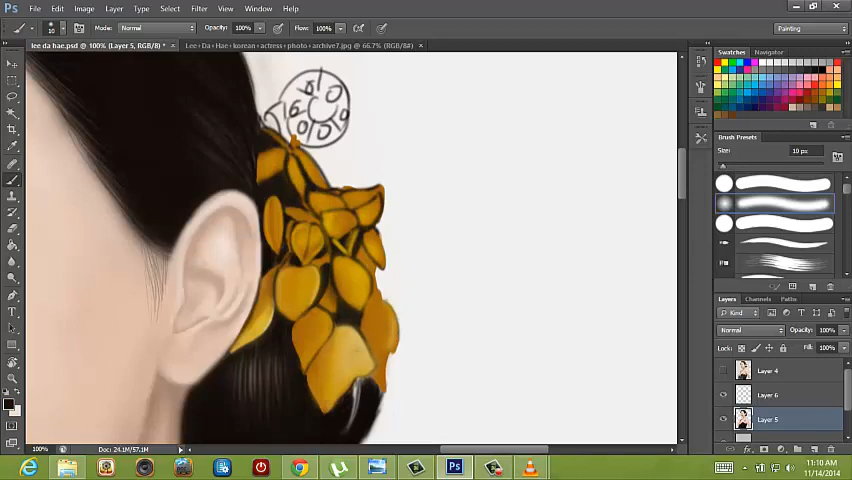 Ps File Edit Image Layer Type Select Filter View Window Help
10 Mode: Normal Opacity: 100% Flow: 100% Painting
lee da hae.psd @ 100% (Layer 5, RGB/8) * × Lee+Da+Hae+korean+actress+photo+archive7.jpg @ 66.7% (RGB/8#) ×
Swatches Navigator
Brush Presets
Size: 10 px
Layers Channels Paths
Kind
Normal Opacity: 100%
Lock: Fill: 100%
Layer 4
Layer 6
Layer 5
100% Doc: 24.1M/57.1M
Ps
11:10 AM
11/14/2014